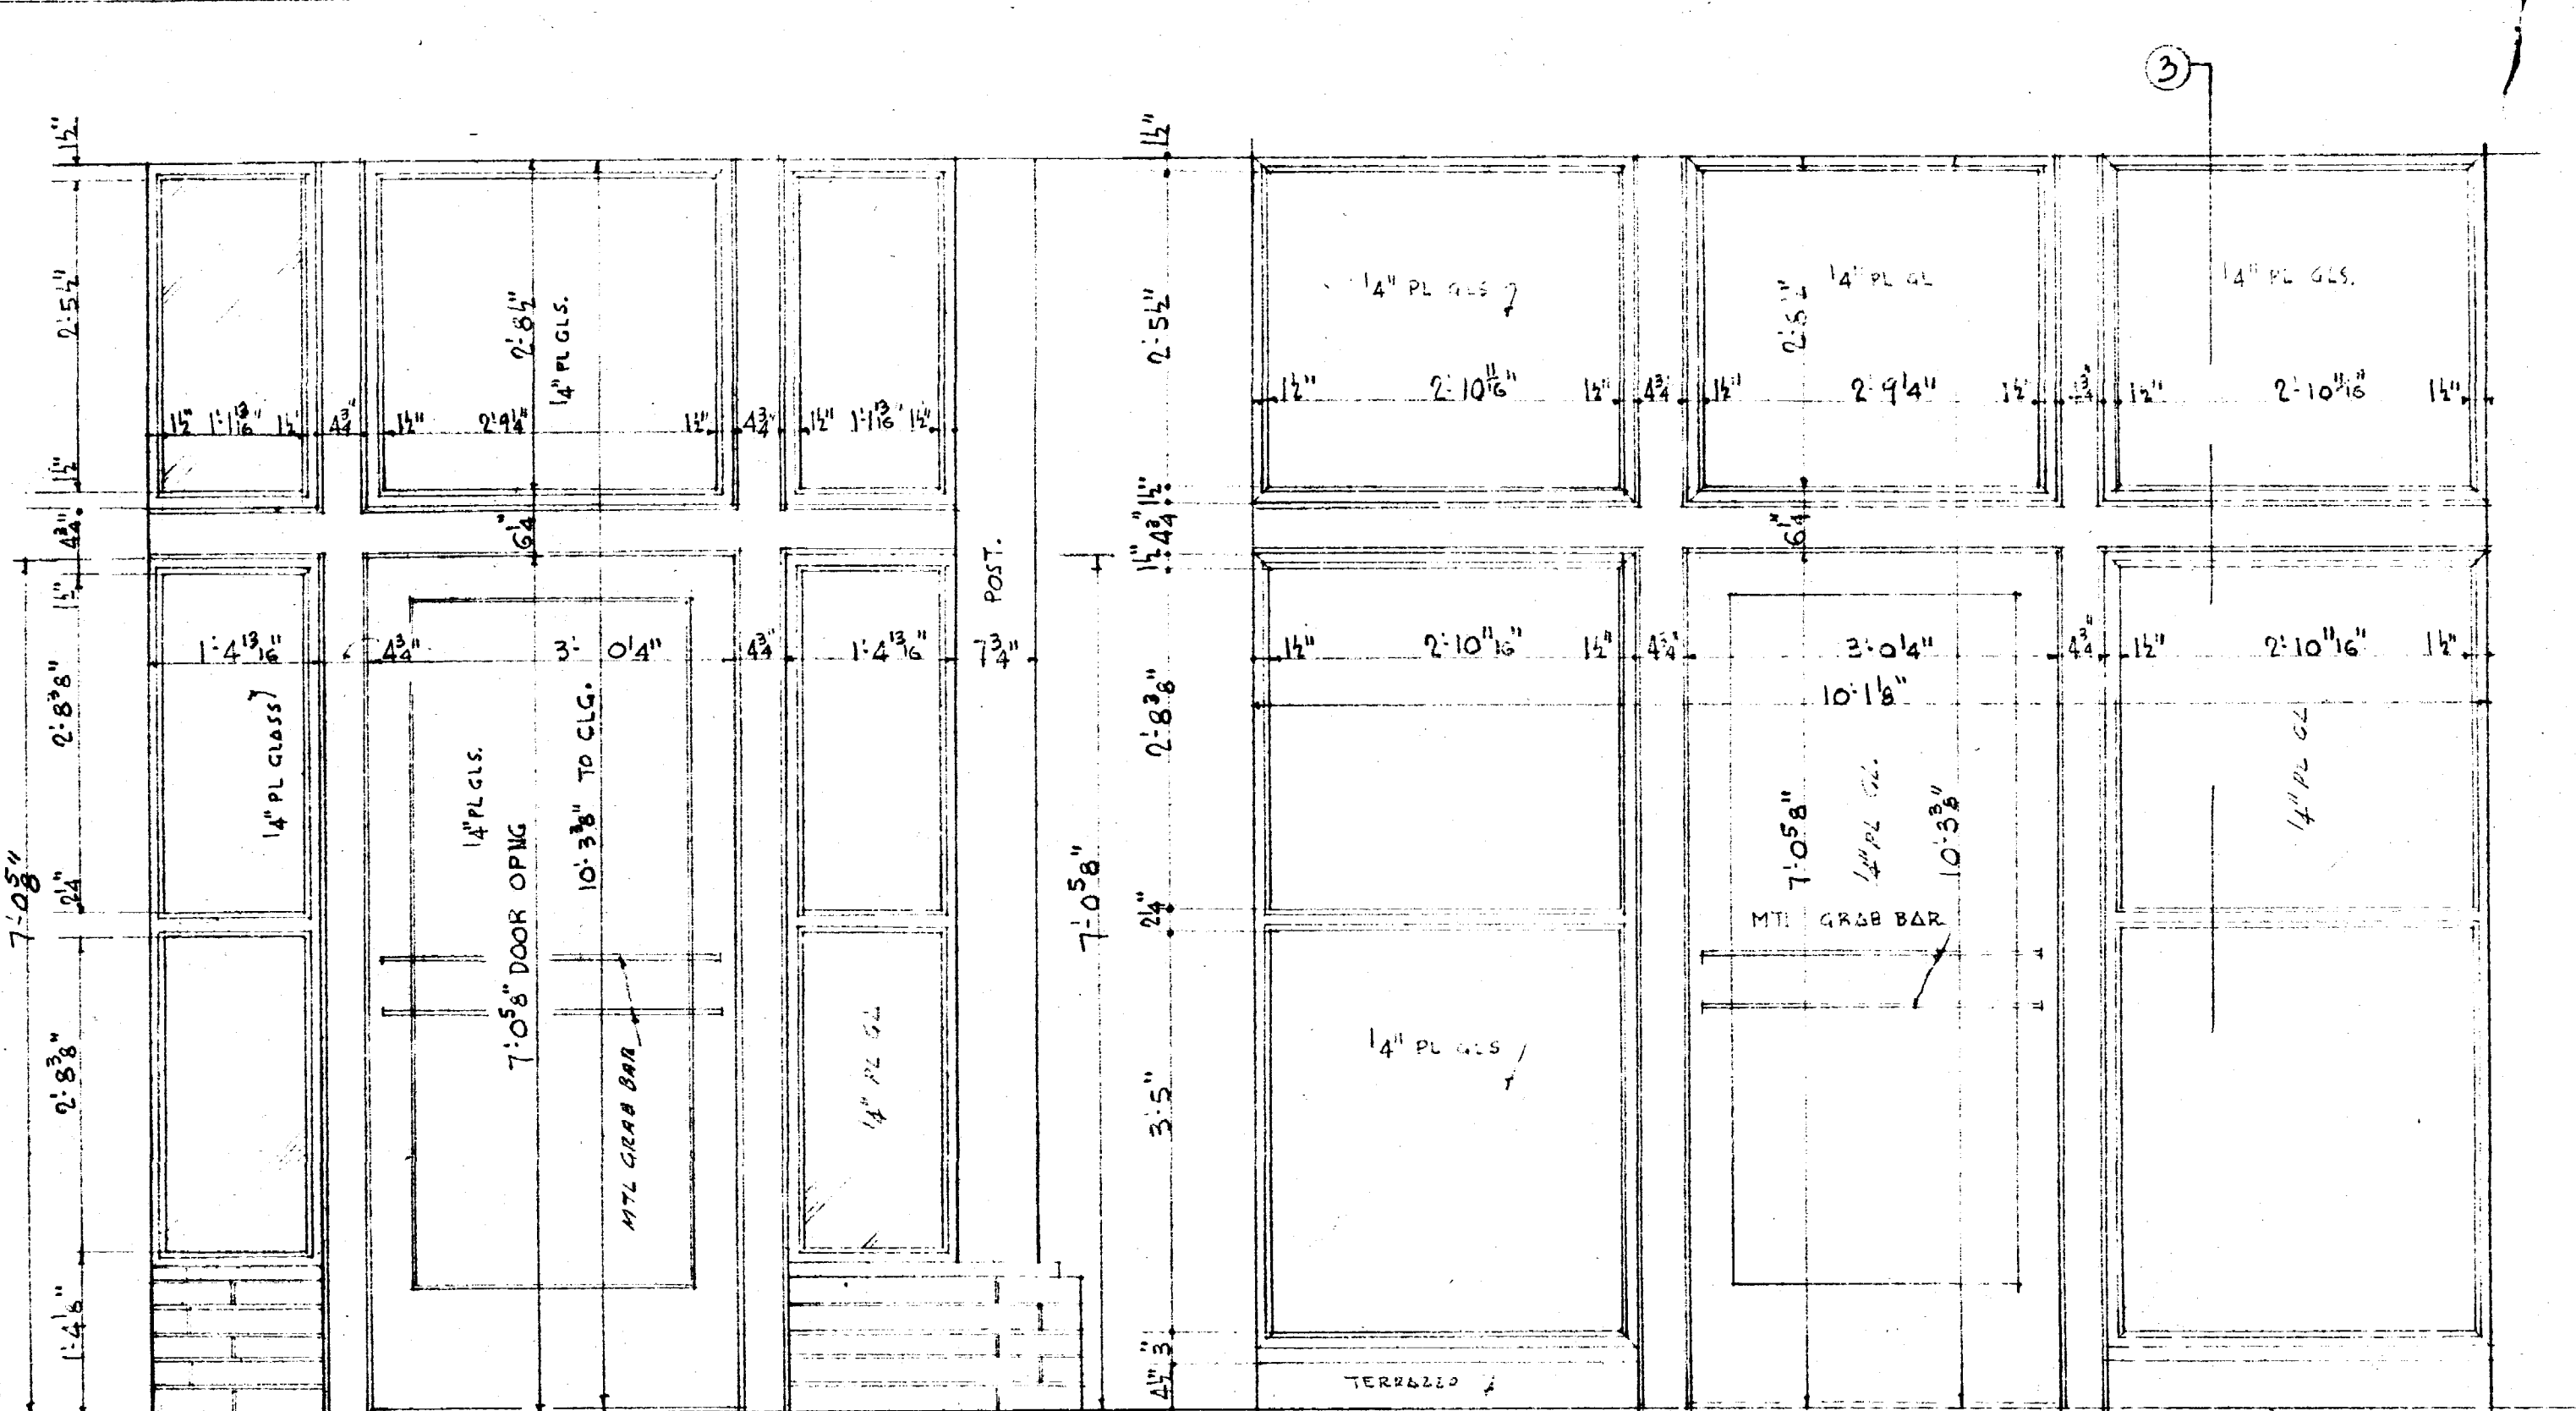 3
1½"
2'-5½"
1½"
4¾"
1½"
2'-8⅜"
2¼"
2'-8⅜"
1'-4⅛"
7'-0⅝"
1½" 1'-1 13/16" 1½" 4¾" 1½" 2'-9¼" 1½" 4¾" 1½" 1'-1 13/16" 1½"
2'-8½"
¼" PL GLS.
6¼"
1'-4 13/16" 4¾" 3'- 0¼" 4¾" 1'-4 13/16" 7¾"
POST.
¼" PL GLASS
¼" PL GLS.
7'-0⅝" DOOR OPNG
10'-3⅜" TO CLG.
MTL GRAB BAR
¼" PL GL
1½"
2'-5½"
1½"
4¾"
1½"
2'-8⅜"
2¼"
3'-5"
3"
4½"
7'-0⅝"
¼" PL GLS
¼" PL GL
¼" PL GLS.
1½" 2'-10 11/16" 1½" 4¾" 1½" 2'-9¼" 1½" 4¾" 1½" 2'-10 11/16" 1½"
6¼"
1½" 2'-10 11/16" 1½" 4¾" 3'-0¼" 4¾" 1½" 2'-10 11/16" 1½"
10'-1⅛"
7'-0⅝"
¼" PL GL.
10'-3⅜"
¼" PL GL
GRAB BAR
¼" PL GLS
TERRAZZO